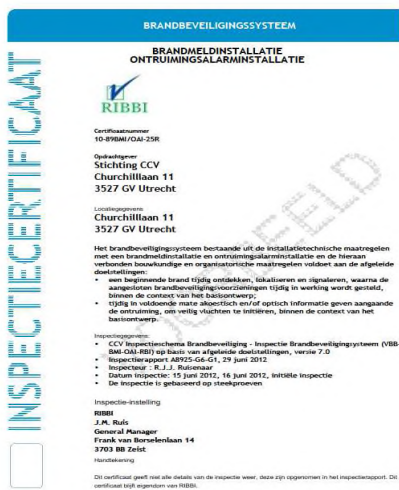 BRANDBEVEILIGINGSSYSTEEM
INSPECTIECERTIFICAAT
BRANDMELDINSTALLATIE
ONTRUIMINGSALARMINSTALLATIE
RIBBI
Certificaatnummer
10-89BMI/OAI-25R
Opdrachtgever
Stichting CCV
Churchilllaan 11
3527 GV Utrecht
Locatiegegevens
Churchilllaan 11
3527 GV Utrecht
Het brandbeveiligingssysteem bestaande uit de installatietechnische maatregelen
met een brandmeldinstallatie en ontruimingsalarminstallatie en de hieraan
verbonden bouwkundige en organisatorische maatregelen voldoet aan de afgeleide
doelstellingen:
• een beginnende brand tijdig ontdekken, lokaliseren en signaleren, waarna de
aangesloten brandbeveiligingsvoorzieningen tijdig in werking wordt gesteld,
binnen de context van het basisontwerp;
• tijdig in voldoende mate akoestisch en/of optisch informatie geven aangaande
de ontruiming, om veilig vluchten te initiëren, binnen de context van het
basisontwerp.
Inspectiegegevens:
• CCV Inspectieschema Brandbeveiliging - Inspectie Brandbeveiligingssysteem (VBB-
BMI-OAI-RBI) op basis van afgeleide doelstellingen, versie 7.0
• Inspectierapport AB925-G6-G1, 29 juni 2012
• Inspecteur : R.J.J. Ruisenaar
• Datum inspectie: 15 juni 2012, 16 juni 2012, initiële inspectie
• De inspectie is gebaseerd op steekproeven
Inspectie-instelling
RIBBI
J.M. Ruis
General Manager
Frank van Borselenlaan 14
3703 BB Zeist
Handtekening
Dit certificaat geeft niet alle details van de inspectie weer, deze zijn opgenomen in het inspectierapport. Dit
certificaat blijft eigendom van RIBBI.
VOORBEELD